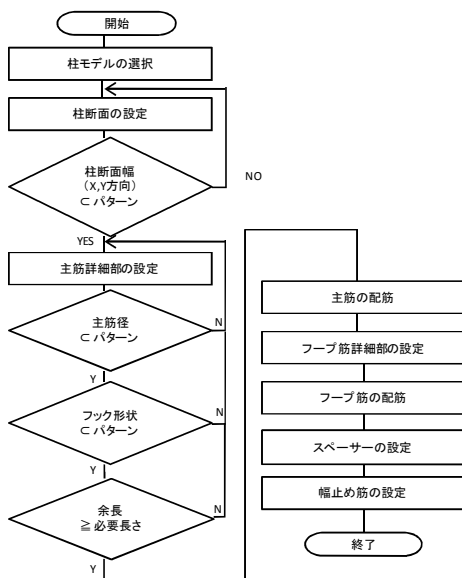 開始
柱モデルの選択
柱断面の設定
柱断面幅
(X,Y方向)
⊂ パターン
NO
YES
主筋詳細部の設定
主筋径
⊂ パターン
N
Y
フック形状
⊂ パターン
N
Y
余長
≧ 必要長さ
N
Y
主筋の配筋
フープ筋詳細部の設定
フープ筋の配筋
スペーサーの設定
幅止め筋の設定
終了